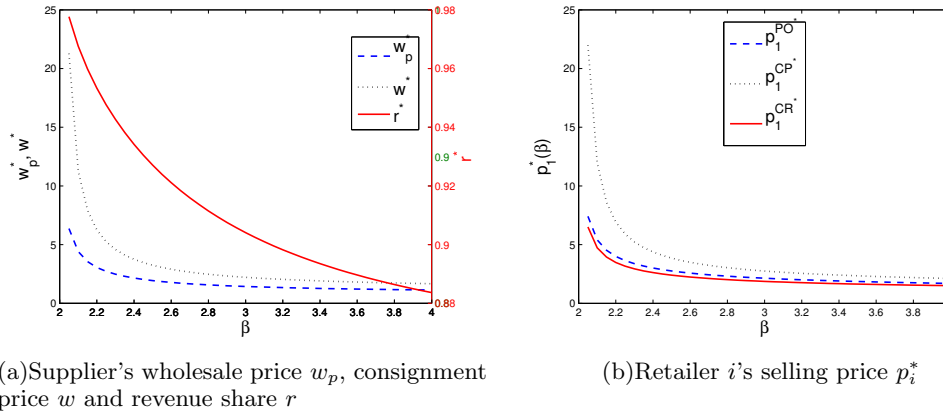 25
20
15
10
5
0
w*p, w*
2 2.2 2.4 2.6 2.8 3 3.2 3.4 3.6 3.8 4
β
0.98
0.96
0.94
0.92
0.9
0.88
0.9
r*
w*p
w*
r*
25
20
15
10
5
0
p*1(β)
2 2.2 2.4 2.6 2.8 3 3.2 3.4 3.6 3.8
β
p1PO*
p1CP*
p1CR*
(a)Supplier's wholesale price wp, consignment
price w and revenue share r
(b)Retailer i's selling price p*i